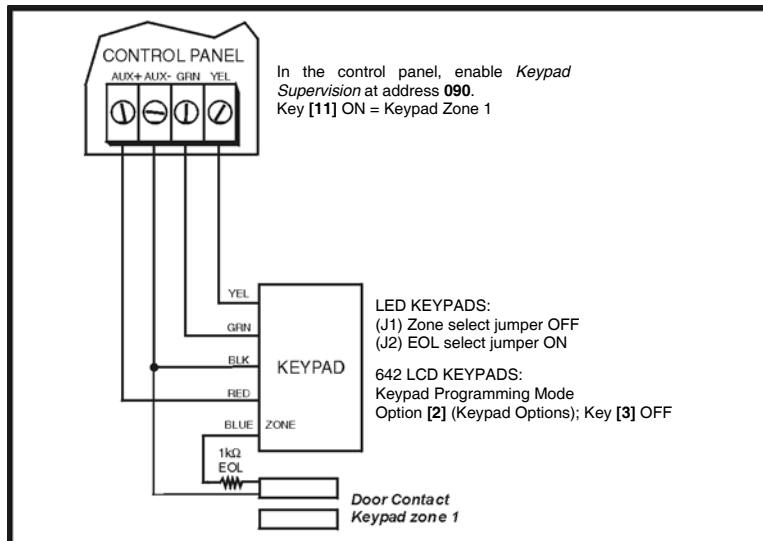 CONTROL PANEL
AUX+ AUX- GRN YEL
In the control panel, enable Keypad
Supervision at address 090.
Key [11] ON = Keypad Zone 1
YEL
GRN
BLK
RED
BLUE
KEYPAD
ZONE
LED KEYPADS:
(J1) Zone select jumper OFF
(J2) EOL select jumper ON
642 LCD KEYPADS:
Keypad Programming Mode
Option [2] (Keypad Options); Key [3] OFF
1kΩ
EOL
Door Contact
Keypad zone 1